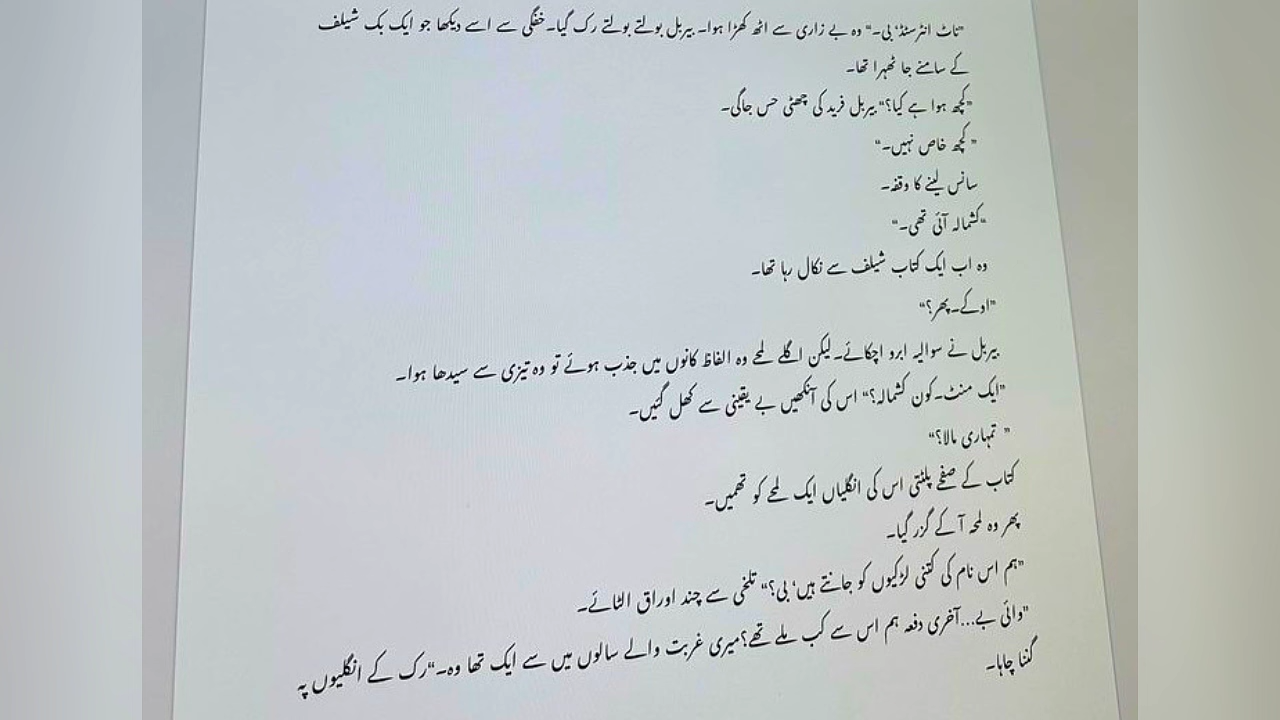 ”ناٹ انٹرسٹڈ‘ بی۔“ وہ بے زاری سے اٹھ کھڑا ہوا۔ بیربل بولتے بولتے رک گیا۔خفگی سے اسے دیکھا جو ایک بک شیلف
کے سامنے جا ٹھہرا تھا۔
”کچھ ہوا ہے کیا؟“ بیربل فرید کی چھٹی حس جاگی۔
” کچھ خاص نہیں۔“
سانس لینے کا وقفہ۔
”کشمالہ آئی تھی۔“
وہ اب ایک کتاب شیلف سے نکال رہا تھا۔
”اوکے۔پھر؟“
بیربل نے سوالیہ ابرو اچکائے۔لیکن اگلے لمحے وہ الفاظ کانوں میں جذب ہوئے تو وہ تیزی سے سیدھا ہوا۔
”ایک منٹ۔کون کشمالہ؟“ اس کی آنکھیں بے یقینی سے کھل گئیں۔
” تمہاری مالا؟“
کتاب کے صفحے پلٹتی اس کی انگلیاں ایک لمحے کو تھمیں۔
پھر وہ لمحہ آ کے گزر گیا۔
”ہم اس نام کی کتنی لڑکیوں کو جانتے ہیں‘ بی؟“ تلخی سے چند اوراق الٹائے۔
”وائی بے...آخری دفعہ ہم اس سے کب ملے تھے؟میری غربت والے سالوں میں سے ایک تھا وہ۔“رک کے انگلیوں پہ
گننا چاہا۔